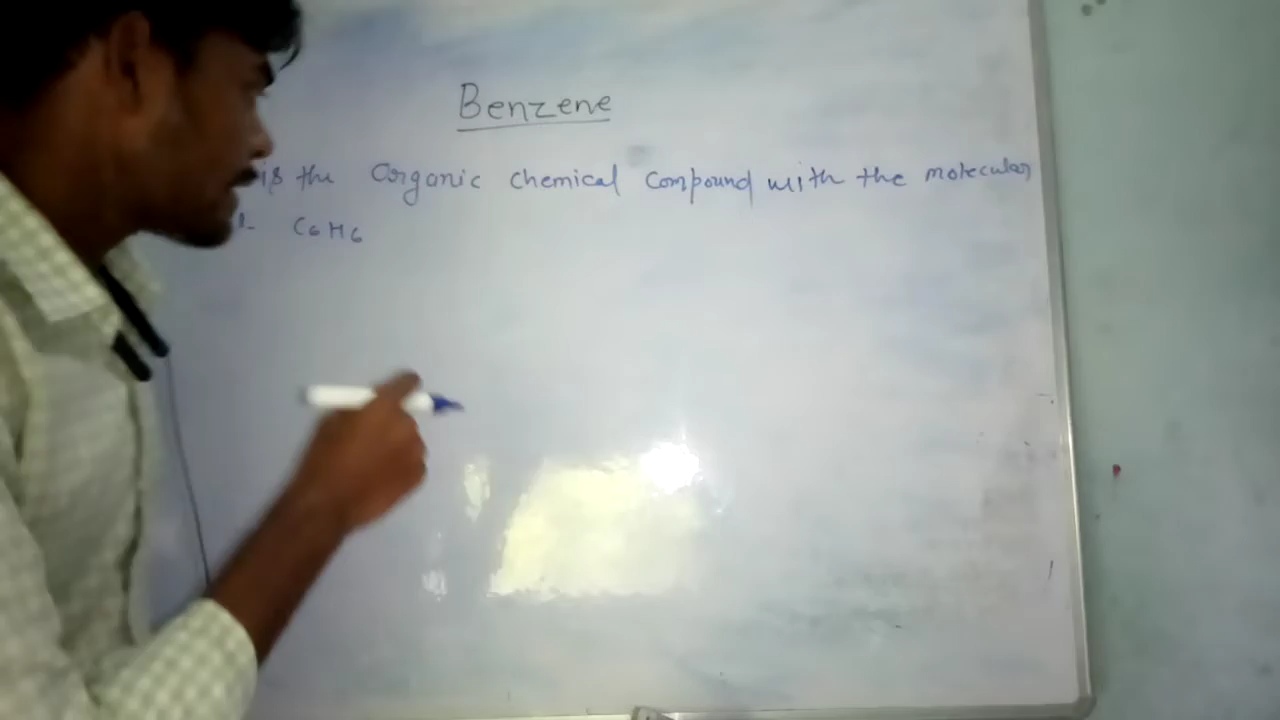 Benzene
is the Organic chemical compound with the molecular
C6H6